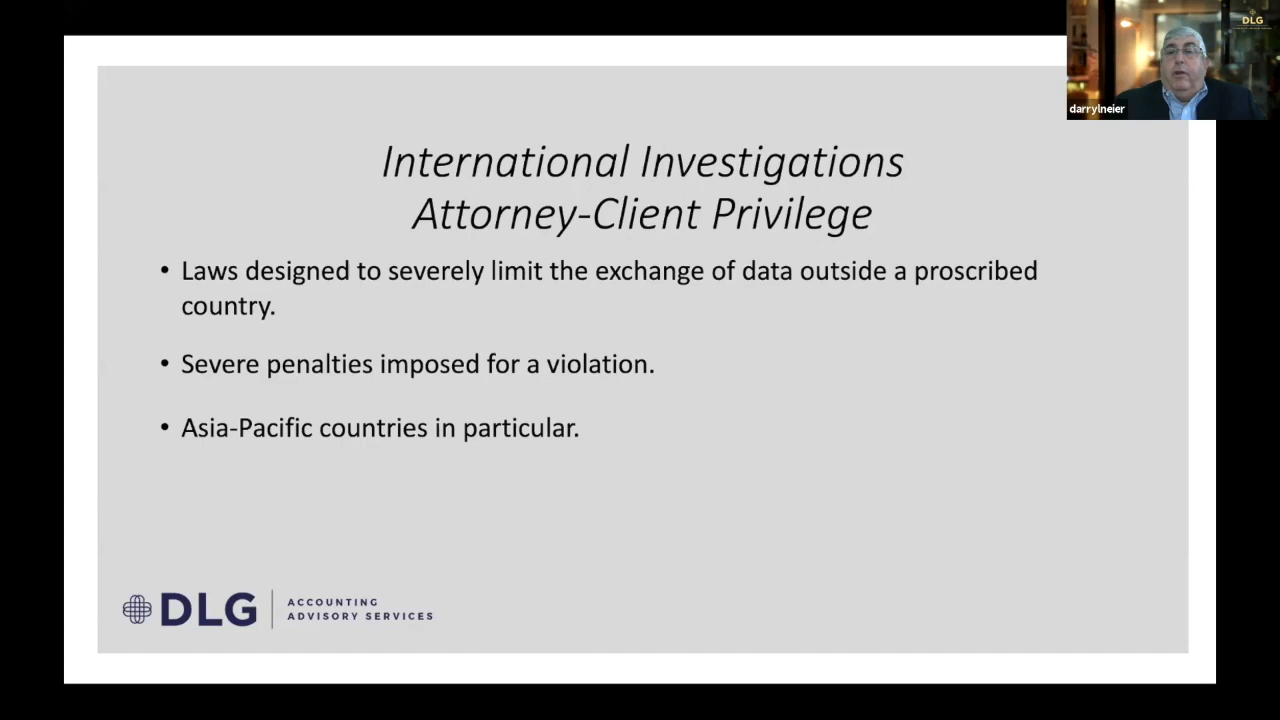 DLG
darrylneier
International Investigations
Attorney-Client Privilege
• Laws designed to severely limit the exchange of data outside a proscribed
country.
• Severe penalties imposed for a violation.
• Asia-Pacific countries in particular.
DLG
ACCOUNTING
ADVISORY SERVICES